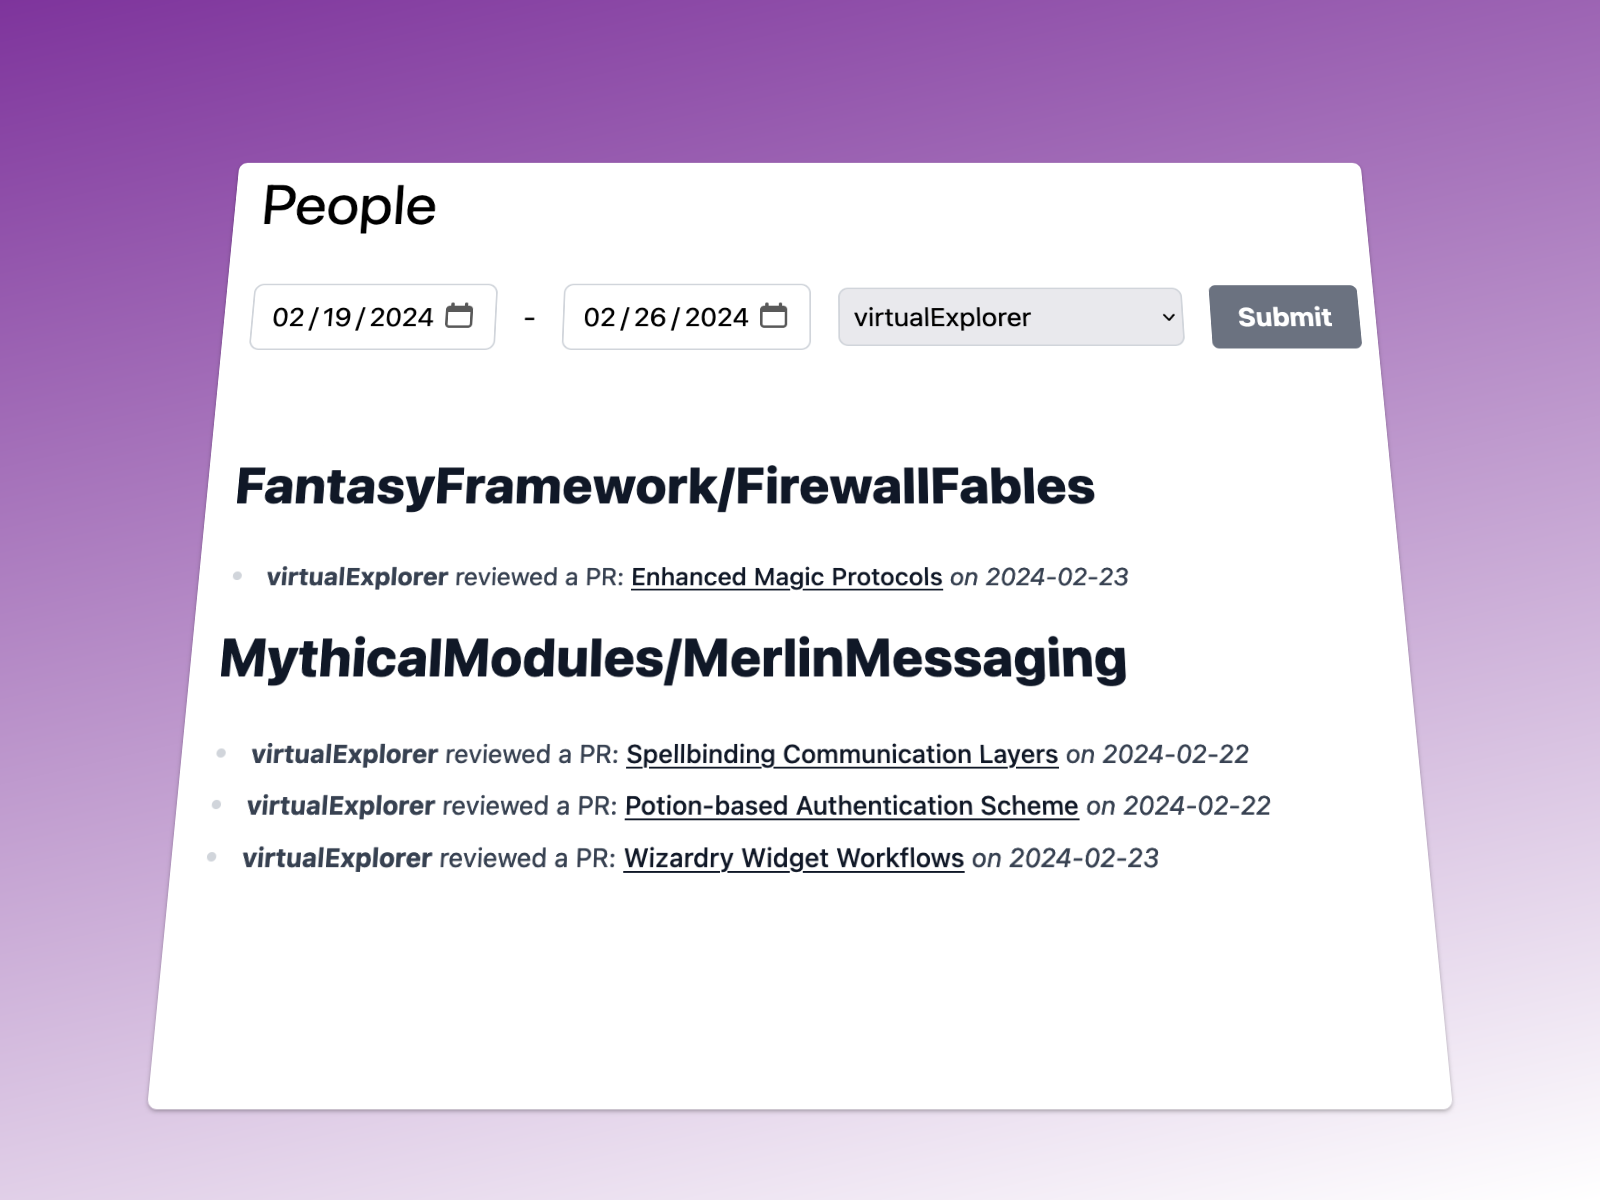 People
02/19/2024 - 02/26/2024 virtualExplorer Submit
FantasyFramework/FirewallFables
virtualExplorer reviewed a PR: Enhanced Magic Protocols on 2024-02-23
MythicalModules/MerlinMessaging
virtualExplorer reviewed a PR: Spellbinding Communication Layers on 2024-02-22
virtualExplorer reviewed a PR: Potion-based Authentication Scheme on 2024-02-22
virtualExplorer reviewed a PR: Wizardry Widget Workflows on 2024-02-23